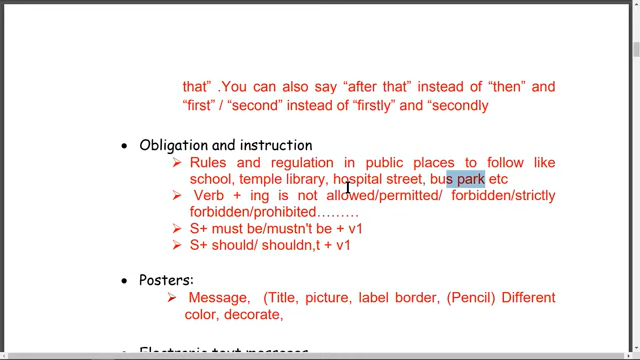 that” .You can also say “after that” instead of “then” and
“first” / “second” instead of “firstly” and “secondly
• Obligation and instruction
➢ Rules and regulation in public places to follow like
school, temple library, hospital street, bus park etc
➢ Verb + ing is not allowed/permitted/ forbidden/strictly
forbidden/prohibited………
➢ S+ must be/mustn't be + v1
➢ S+ should/ shouldn,t + v1
• Posters:
➢ Message, (Title, picture, label border, (Pencil) Different
color, decorate,
• Electronic text messages